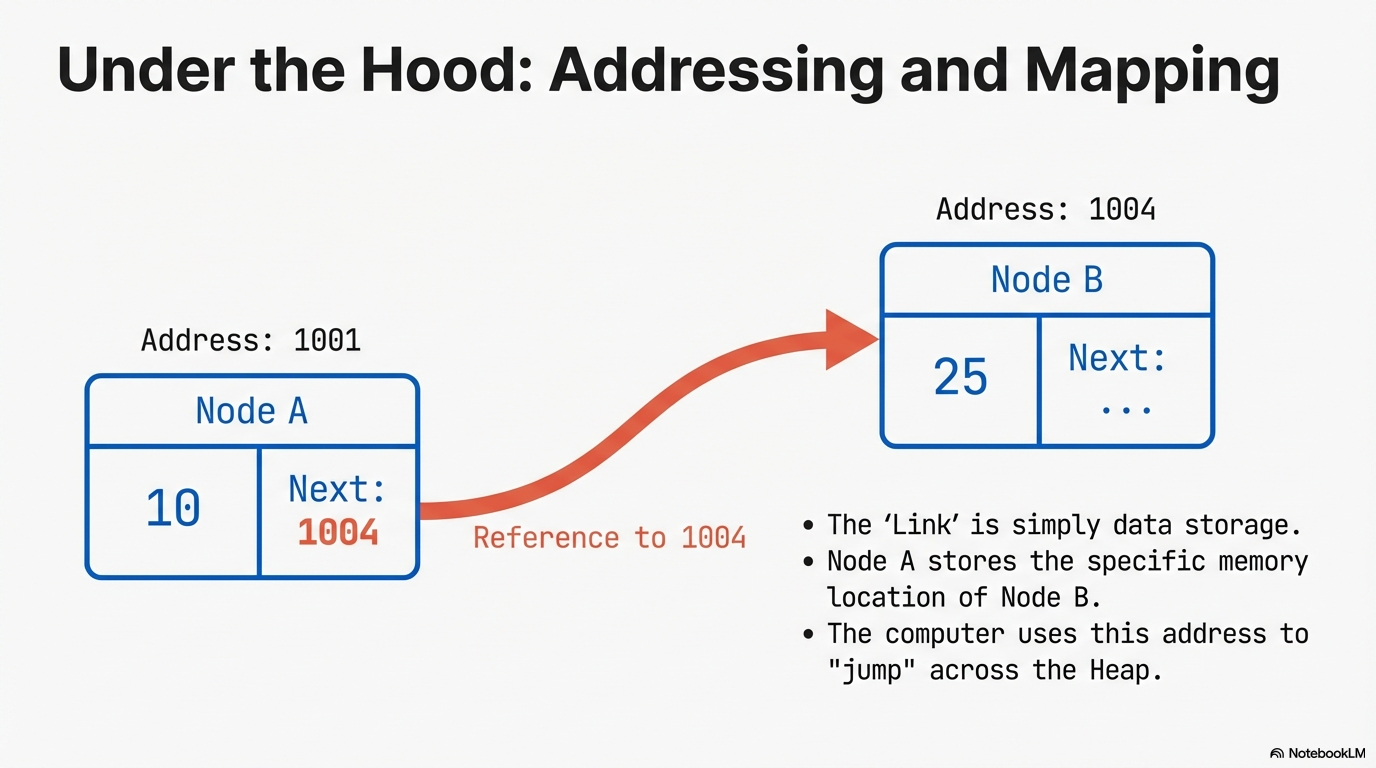 Under the Hood: Addressing and Mapping
Address: 1001
Node A
10
Next:
1004
Reference to 1004
Address: 1004
Node B
25
Next:
...
• The ‘Link’ is simply data storage.
• Node A stores the specific memory
location of Node B.
• The computer uses this address to
"jump" across the Heap.
NotebookLM